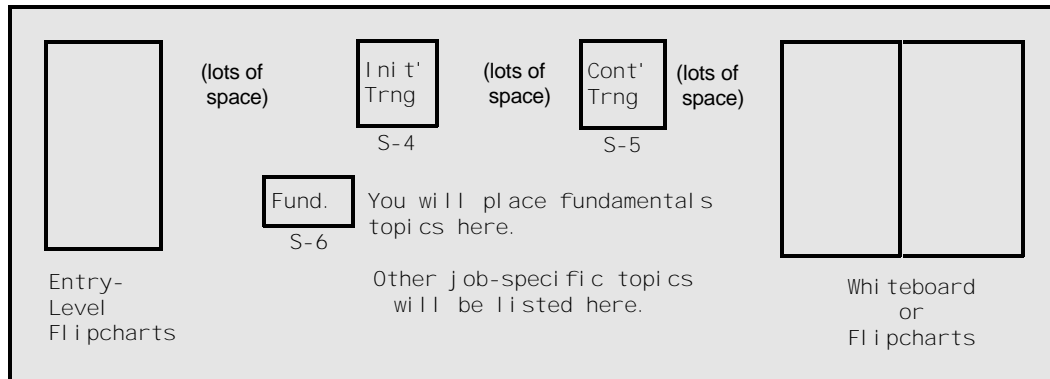 (lots of
space)
Init'
Trng
S-4
(lots of
space)
Cont'
Trng
S-5
(lots of
space)
Fund.
S-6
You will place fundamentals
topics here.
Other job-specific topics
will be listed here.
Entry-
Level
Flipcharts
Whiteboard
or
Flipcharts